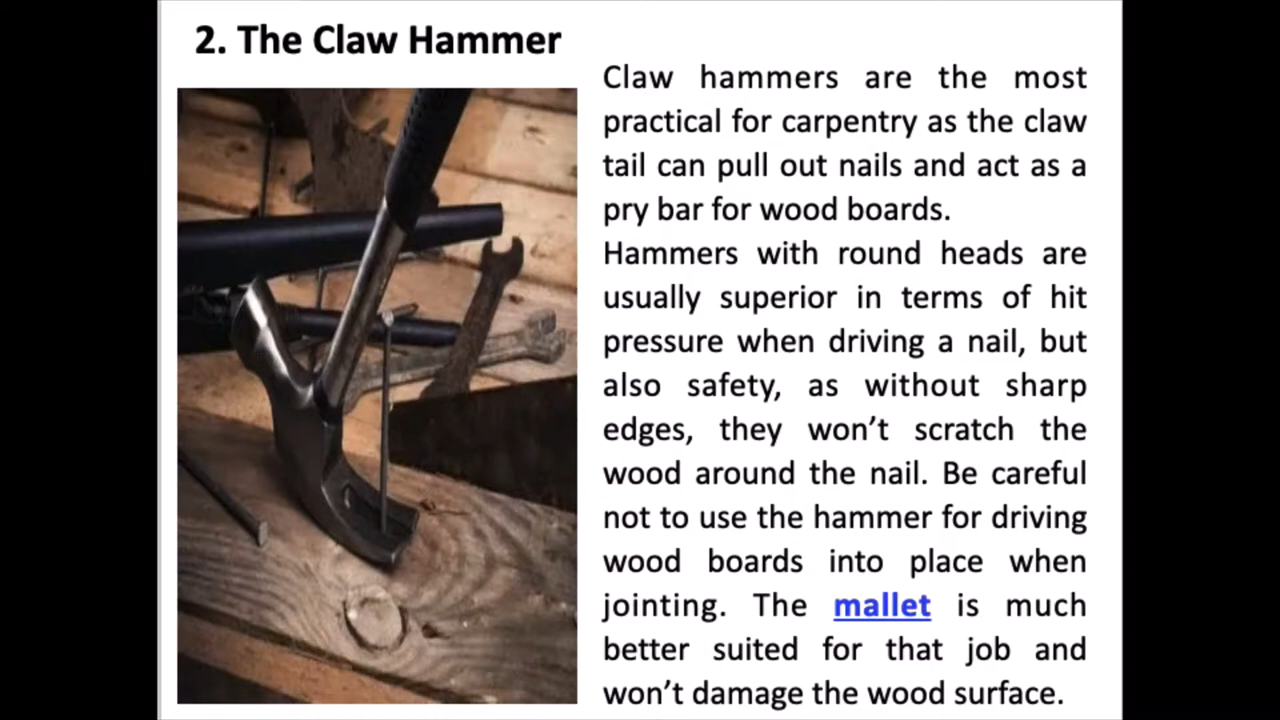 2. The Claw Hammer
Claw hammers are the most
practical for carpentry as the claw
tail can pull out nails and act as a
pry bar for wood boards.
Hammers with round heads are
usually superior in terms of hit
pressure when driving a nail, but
also safety, as without sharp
edges, they won’t scratch the
wood around the nail. Be careful
not to use the hammer for driving
wood boards into place when
jointing. The mallet is much
better suited for that job and
won’t damage the wood surface.